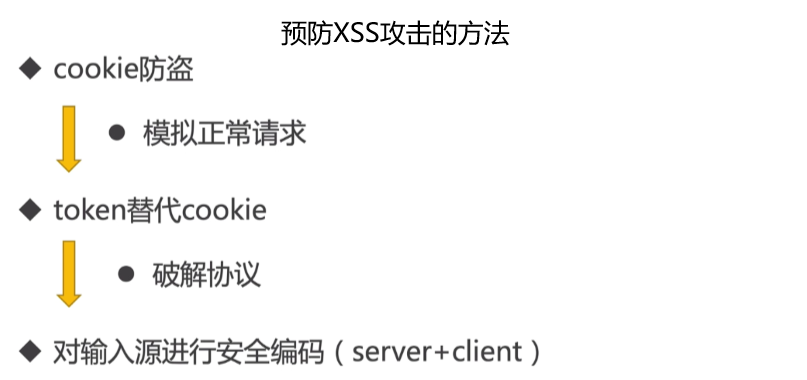 预防XSS攻击的方法
cookie防盗
模拟正常请求
token替代cookie
破解协议
对输入源进行安全编码（server+client）